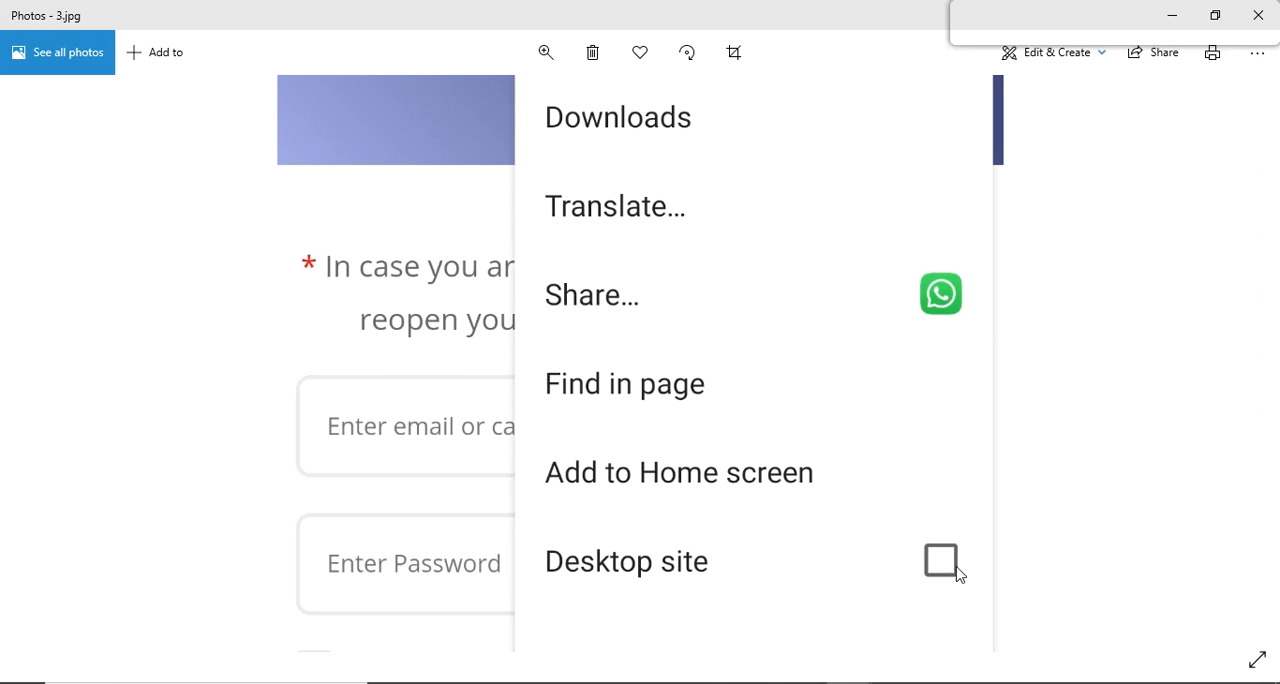 Photos - 3.jpg
See all photos
Add to
Edit & Create
Share
Downloads
Translate...
* In case you ar
reopen you
Share...
Find in page
Enter email or ca
Add to Home screen
Enter Password
Desktop site